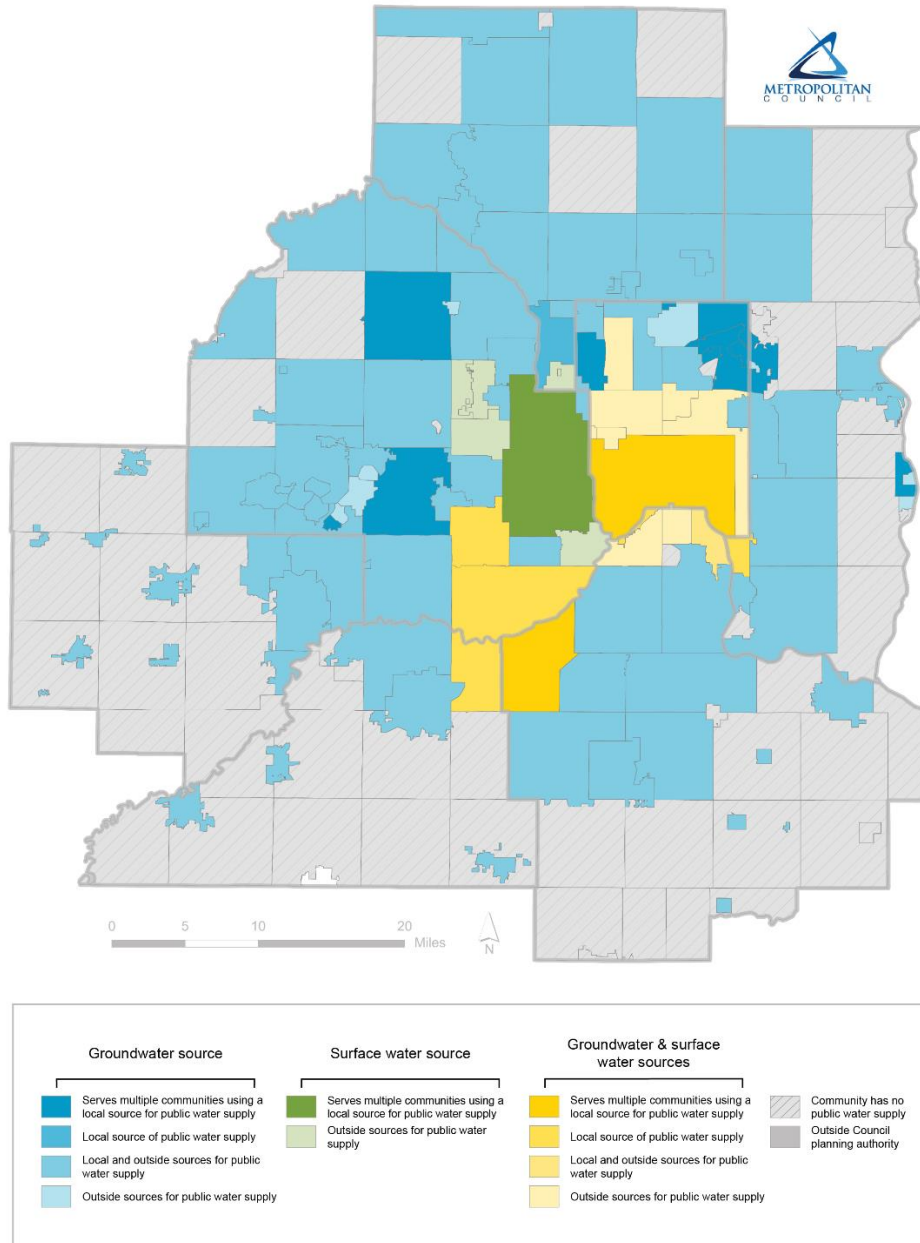 METROPOLITAN
COUNCIL
0 5 10 20
Miles
N
Groundwater source
Serves multiple communities using a
local source for public water supply
Local source of public water supply
Local and outside sources for public
water supply
Outside sources for public water supply
Surface water source
Serves multiple communities using a
local source for public water supply
Outside sources for public water
supply
Groundwater & surface
water sources
Serves multiple communities using a
local source for public water supply
Local source of public water supply
Local and outside sources for public
water supply
Outside sources for public water supply
Community has no
public water supply
Outside Council
planning authority